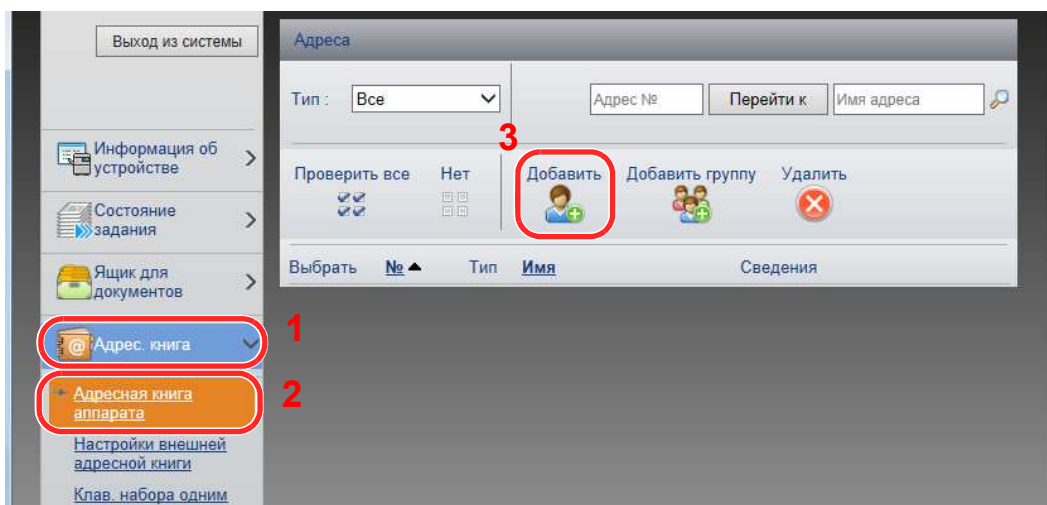 Выход из системы
Адреса
Тип :
Все
Адрес №
Перейти к
Имя адреса
3
Информация об
устройстве
Проверить все
Нет
Добавить
Добавить группу
Удалить
Состояние
задания
Выбрать № Тип Имя Сведения
Ящик для
документов
Адрес. книга
1
Адресная книга
аппарата
2
Настройки внешней
адресной книги
Клав. набора одним